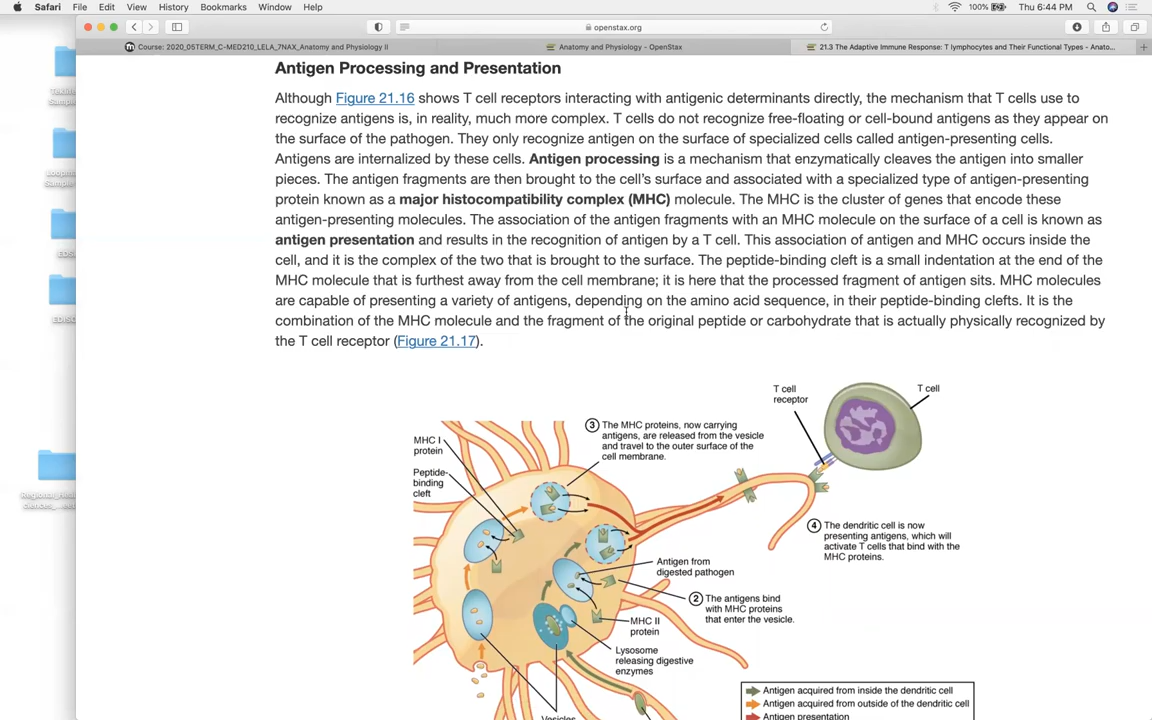 Safari File Edit View History Bookmarks Window Help 100% Thu 6:44 PM
openstax.org
Course: 2020_05TERM_C-MED210_LELA_7NAX_Anatomy and Physiology II
Anatomy and Physiology - OpenStax
21.3 The Adaptive Immune Response: T lymphocytes and Their Functional Types - Anato...
Antigen Processing and Presentation
Although Figure 21.16 shows T cell receptors interacting with antigenic determinants directly, the mechanism that T cells use to
recognize antigens is, in reality, much more complex. T cells do not recognize free-floating or cell-bound antigens as they appear on
the surface of the pathogen. They only recognize antigen on the surface of specialized cells called antigen-presenting cells.
Antigens are internalized by these cells. Antigen processing is a mechanism that enzymatically cleaves the antigen into smaller
pieces. The antigen fragments are then brought to the cell's surface and associated with a specialized type of antigen-presenting
protein known as a major histocompatibility complex (MHC) molecule. The MHC is the cluster of genes that encode these
antigen-presenting molecules. The association of the antigen fragments with an MHC molecule on the surface of a cell is known as
antigen presentation and results in the recognition of antigen by a T cell. This association of antigen and MHC occurs inside the
cell, and it is the complex of the two that is brought to the surface. The peptide-binding cleft is a small indentation at the end of the
MHC molecule that is furthest away from the cell membrane; it is here that the processed fragment of antigen sits. MHC molecules
are capable of presenting a variety of antigens, depending on the amino acid sequence, in their peptide-binding clefts. It is the
combination of the MHC molecule and the fragment of the original peptide or carbohydrate that is actually physically recognized by
the T cell receptor (Figure 21.17).
T cell
receptor
T cell
3 The MHC proteins, now carrying
antigens, are released from the vesicle
and travel to the outer surface of the
cell membrane.
MHC I
protein
Peptide-
binding
cleft
4 The dendritic cell is now
presenting antigens, which will
activate T cells that bind with the
MHC proteins.
Antigen from
digested pathogen
2 The antigens bind
with MHC proteins
that enter the vesicle.
MHC II
protein
Lysosome
releasing digestive
enzymes
Vesicles
Antigen acquired from inside the dendritic cell
Antigen acquired from outside of the dendritic cell
Antigen presentation